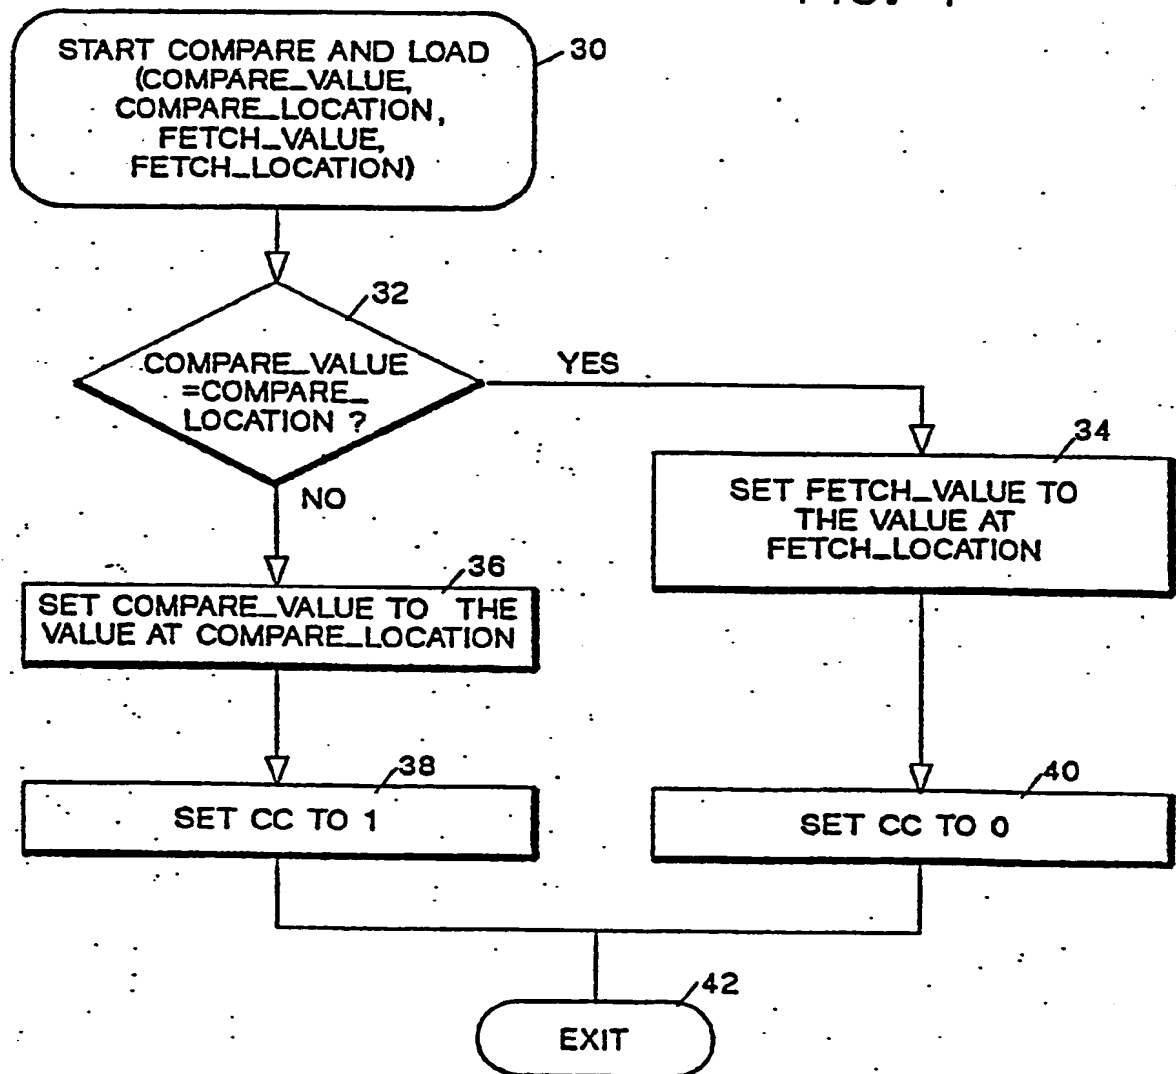 START COMPARE AND LOAD
(COMPARE_VALUE,
COMPARE_LOCATION,
FETCH_VALUE,
FETCH_LOCATION)
30
32
COMPARE_VALUE
=COMPARE_
LOCATION ?
YES
NO
34
SET FETCH_VALUE TO
THE VALUE AT
FETCH_LOCATION
36
SET COMPARE_VALUE TO THE
VALUE AT COMPARE_LOCATION
38
SET CC TO 1
40
SET CC TO 0
42
EXIT